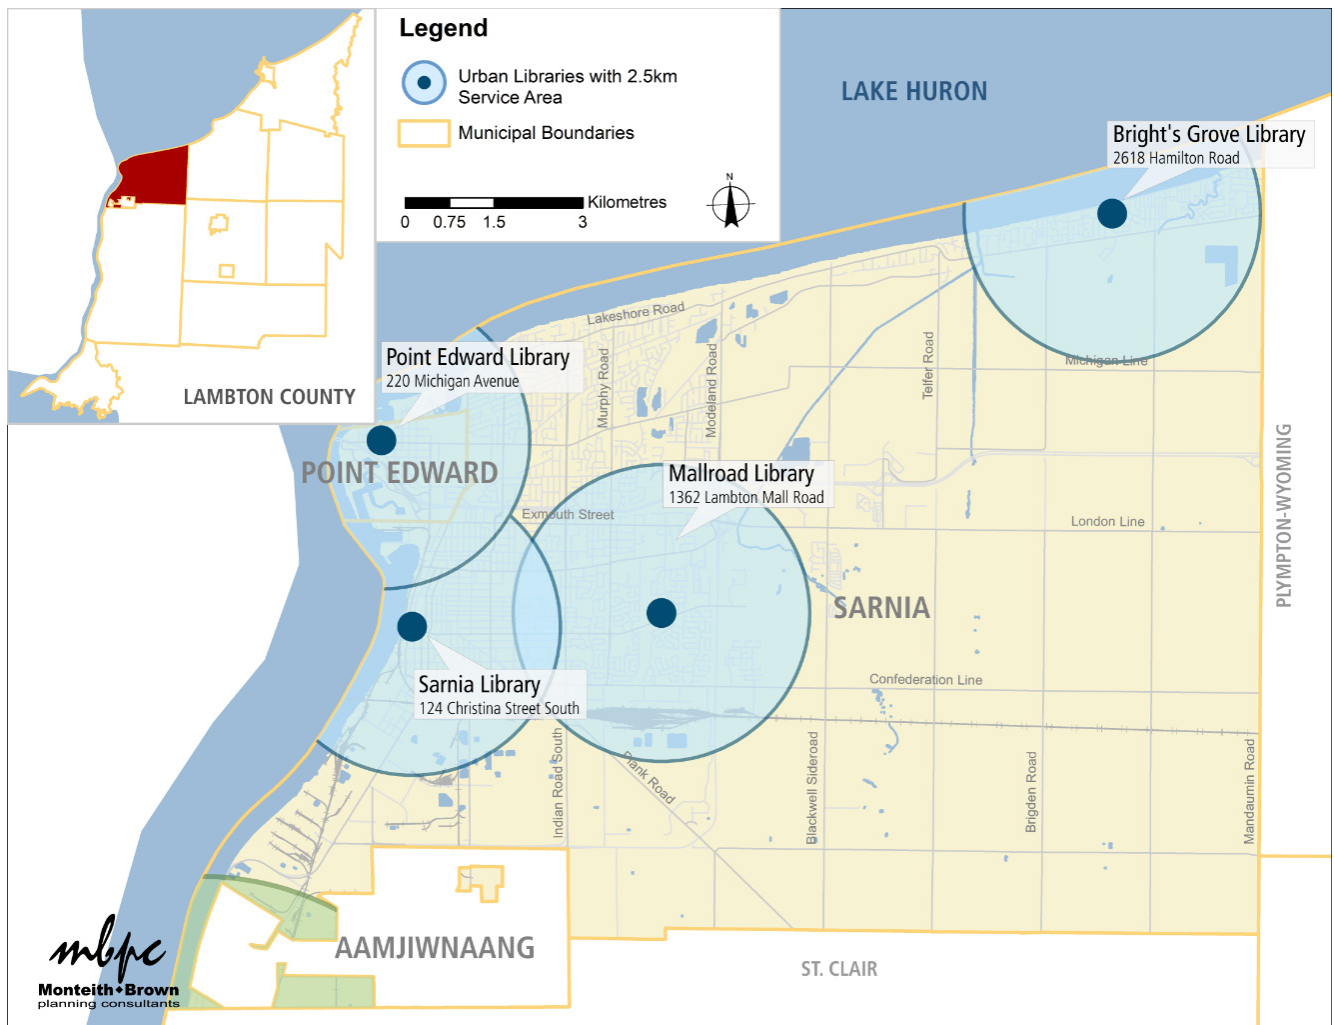 Legend
Urban Libraries with 2.5km
Service Area
Municipal Boundaries
N
Kilometres
0 0.75 1.5 3
LAMBTON COUNTY
LAKE HURON
Bright's Grove Library
2618 Hamilton Road
Lakeshore Road
Point Edward Library
220 Michigan Avenue
Murphy Road
Modeland Road
Telfer Road
Michigan Line
POINT EDWARD
Mallroad Library
1362 Lambton Mall Road
Exmouth Street
London Line
PLYMPTON-WYOMING
SARNIA
Sarnia Library
124 Christina Street South
Confederation Line
Indian Road South
Plank Road
Blackwell Sideroad
Brigden Road
Mandaumin Road
AAMJIWNAANG
ST. CLAIR
mbpc
Monteith♦Brown
planning consultants